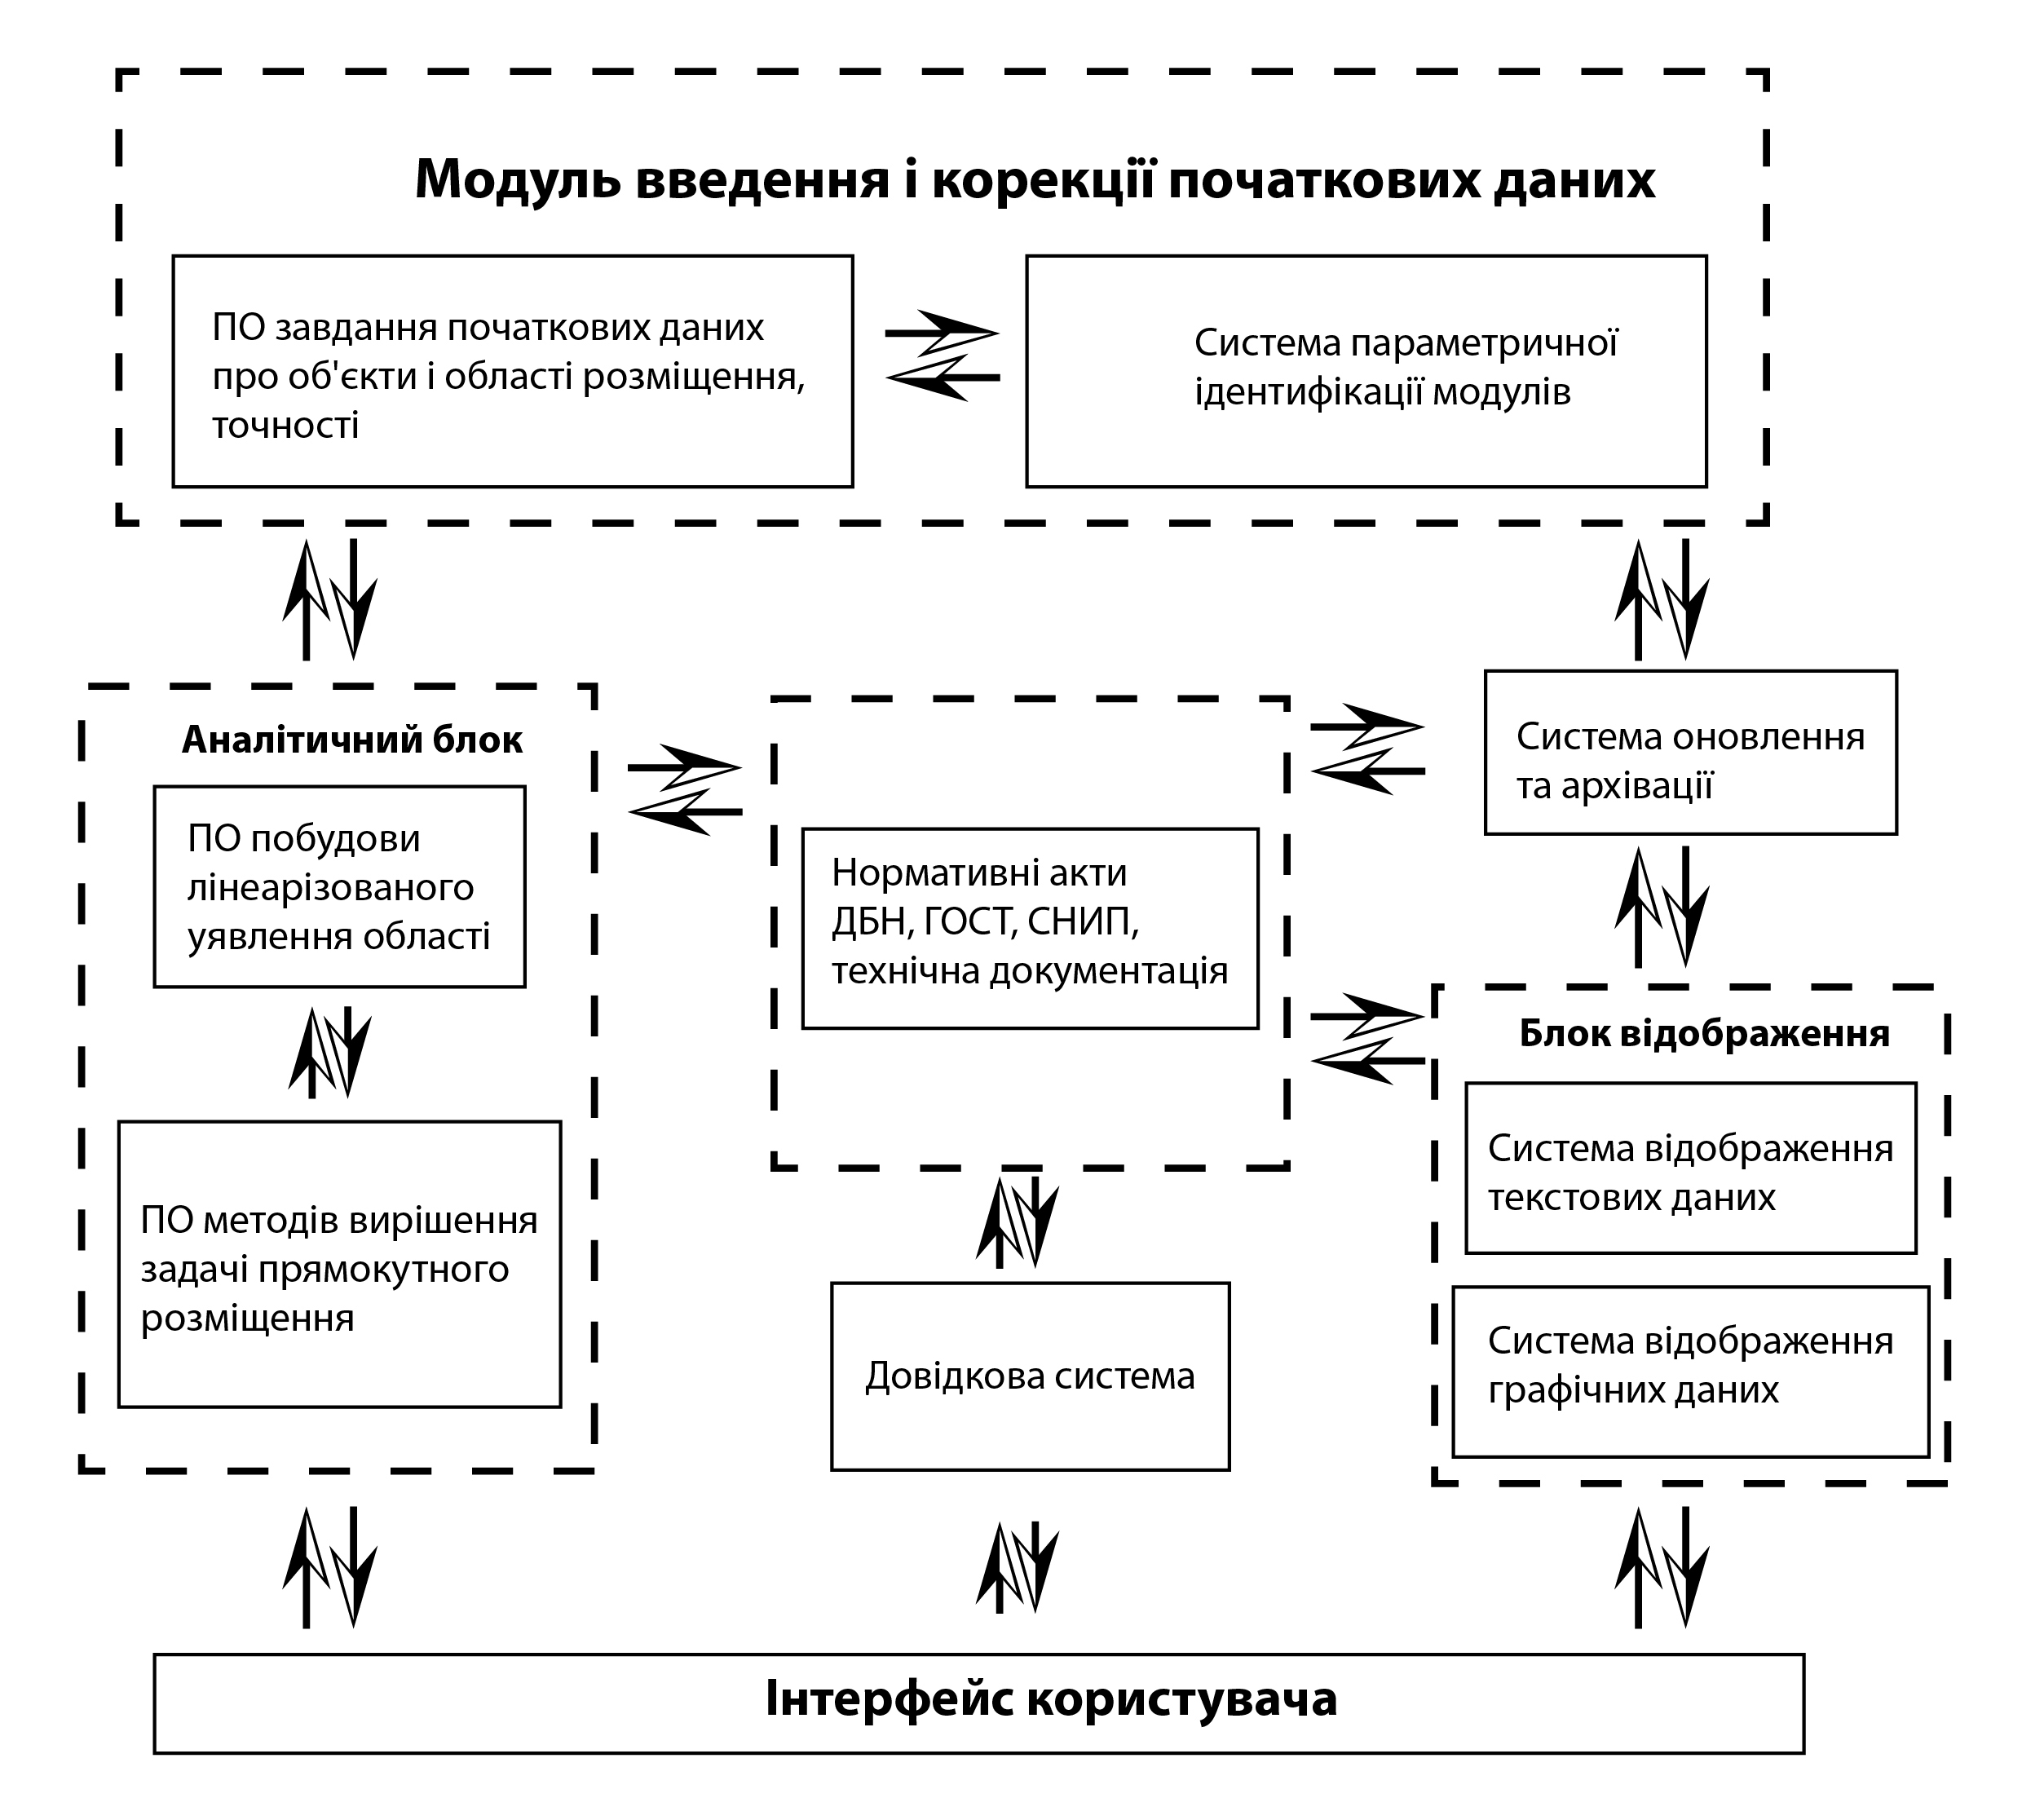 Модуль введення і корекції початкових даних
ПО завдання початкових даних
про об'єкти і області розміщення,
точності
Система параметричної
ідентифікації модулів
Аналітичний блок
ПО побудови
лінеарізованого
уявлення області
ПО методів вирішення
задачі прямокутного
розміщення
Нормативні акти
ДБН, ГОСТ, СНИП,
технічна документація
Довідкова система
Система оновлення
та архівації
Блок відображення
Система відображення
текстових даних
Система відображення
графічних даних
Інтерфейс користувача